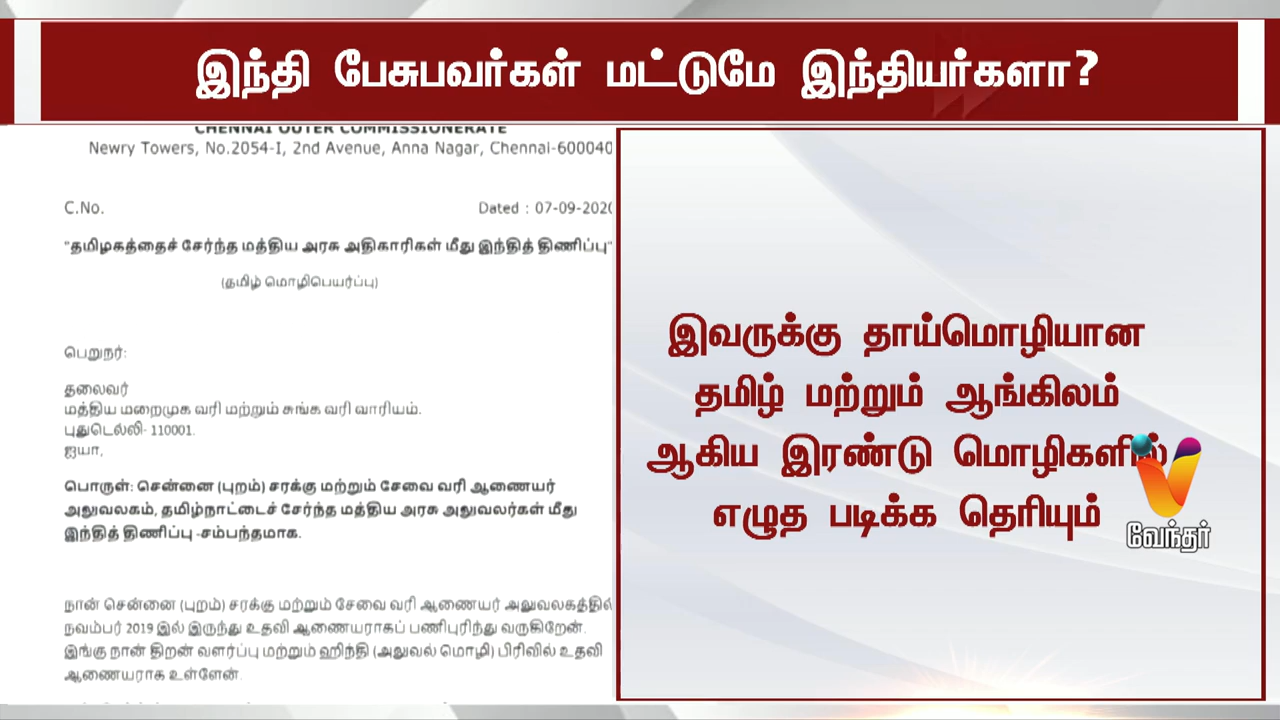 இந்தி பேசுபவர்கள் மட்டுமே இந்தியர்களா?
CHENNAI OUTER COMMISSIONERATE
Newry Towers, No.2054-I, 2nd Avenue, Anna Nagar, Chennai-600040
C.No.
Dated : 07-09-2020
"தமிழகத்தைச் சேர்ந்த மத்திய அரசு அதிகாரிகள் மீது இந்தித் திணிப்பு"
(தமிழ் மொழிபெயர்ப்பு)
பெறுநர்:
தலைவர்
மத்திய மறைமுக வரி மற்றும் சுங்க வரி வாரியம்.
புதுடெல்லி- 110001.
ஐயா,
பொருள்: சென்னை (புறம்) சரக்கு மற்றும் சேவை வரி ஆணையர்
அலுவலகம், தமிழ்நாட்டைச் சேர்ந்த மத்திய அரசு அலுவலர்கள் மீது
இந்தித் திணிப்பு -சம்பந்தமாக.
நான் சென்னை (புறம்) சரக்கு மற்றும் சேவை வரி ஆணையர் அலுவலகத்தில்
நவம்பர் 2019 இல் இருந்து உதவி ஆணையராகப் பணிபுரிந்து வருகிறேன்.
இங்கு நான் திறன் வளர்ப்பு மற்றும் ஹிந்தி (அலுவல் மொழி) பிரிவில் உதவி
ஆணையராக உள்ளேன்.
இவருக்கு தாய்மொழியான
தமிழ் மற்றும் ஆங்கிலம்
ஆகிய இரண்டு மொழிகளில்
எழுத படிக்க தெரியும்
வேந்தர்